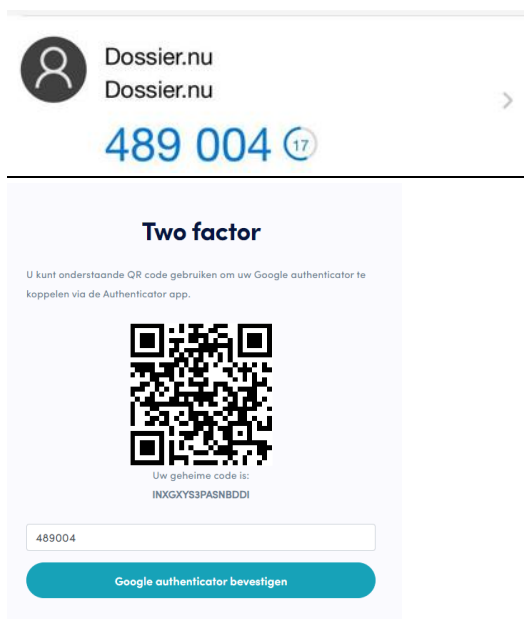 Dossier.nu
Dossier.nu
489 004 17
Two factor
U kunt onderstaande QR code gebruiken om uw Google authenticator te
koppelen via de Authenticator app.
Uw geheime code is:
INXGXYS3PASNBDDI
489004
Google authenticator bevestigen